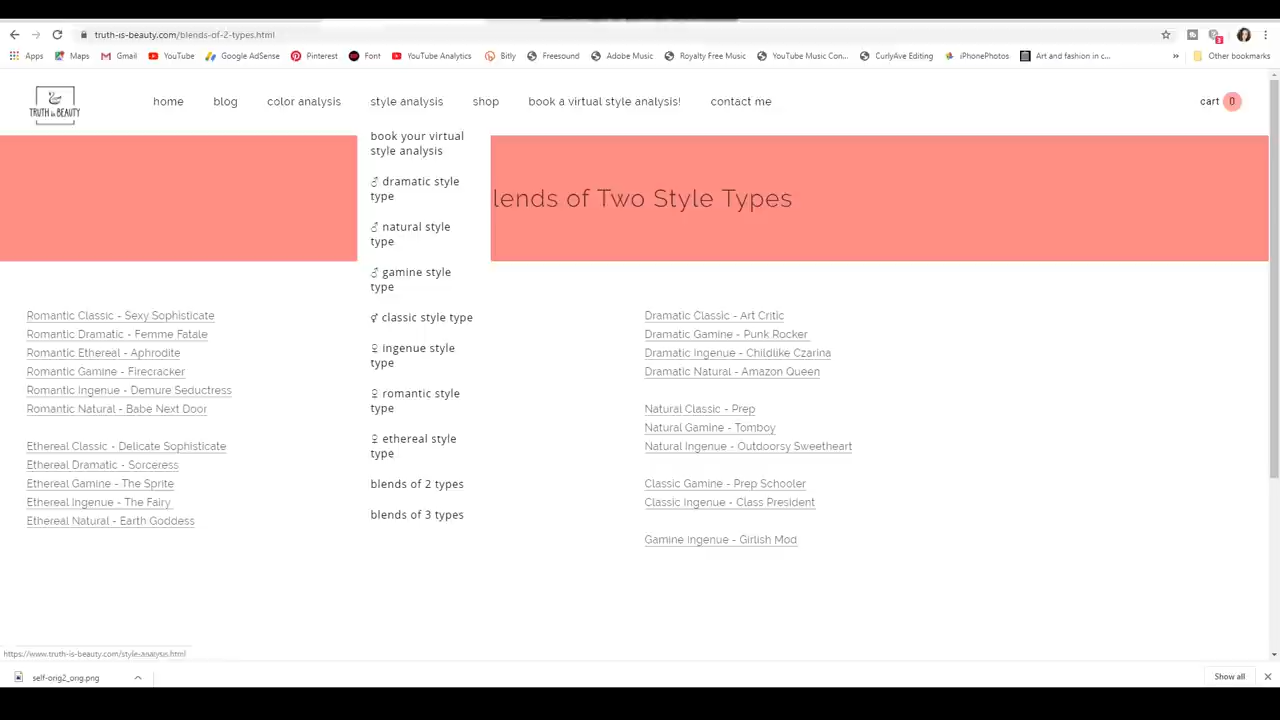 truth-is-beauty.com/blends-of-2-types.html
3
Apps
Maps
Gmail
YouTube
Google AdSense
Pinterest
Font
YouTube Analytics
Bitly
Freesound
Adobe Music
Royalty Free Music
YouTube Music Con...
CurlyAve Editing
iPhonePhotos
Art and fashion in c...
»
Other bookmarks
TRUTH is BEAUTY
home
blog
color analysis
style analysis
shop
book a virtual style analysis!
contact me
cart 0
book your virtual
style analysis
♂ dramatic style
type
♂ natural style
type
♂ gamine style
type
⚥ classic style type
♀ ingenue style
type
♀ romantic style
type
♀ ethereal style
type
blends of 2 types
blends of 3 types
lends of Two Style Types
Romantic Classic - Sexy Sophisticate
Romantic Dramatic - Femme Fatale
Romantic Ethereal - Aphrodite
Romantic Gamine - Firecracker
Romantic Ingenue - Demure Seductress
Romantic Natural - Babe Next Door
Ethereal Classic - Delicate Sophisticate
Ethereal Dramatic - Sorceress
Ethereal Gamine - The Sprite
Ethereal Ingenue - The Fairy
Ethereal Natural - Earth Goddess
Dramatic Classic - Art Critic
Dramatic Gamine - Punk Rocker
Dramatic Ingenue - Childlike Czarina
Dramatic Natural - Amazon Queen
Natural Classic - Prep
Natural Gamine - Tomboy
Natural Ingenue - Outdoorsy Sweetheart
Classic Gamine - Prep Schooler
Classic Ingenue - Class President
Gamine Ingenue - Girlish Mod
https://www.truth-is-beauty.com/style-analysis.html
self-orig2_orig.png
Show all